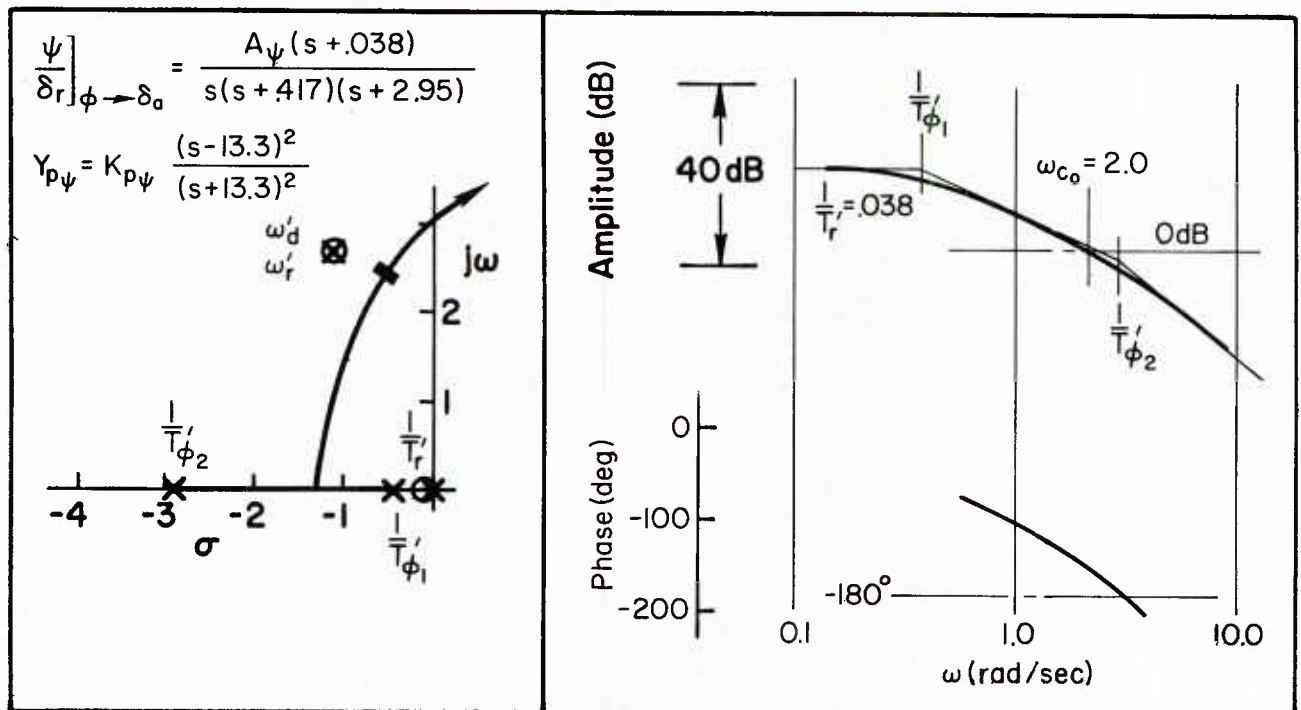 ψ/δr]φ→δa = Aψ(s+.038) / s(s+.417)(s+2.95)
Ypψ = Kpψ (s-13.3)² / (s+13.3)²
ω'd
ω'r
jω
2
1
1/T'φ2
1/T'r
-4
-3
-2
-1
σ
1/T'φ1
Amplitude (dB)
40 dB
1/T'φ1
ωc0 = 2.0
1/T'r = .038
0dB
1/T'φ2
Phase (deg)
0
-100
-200
-180°
0.1
1.0
10.0
ω (rad/sec)